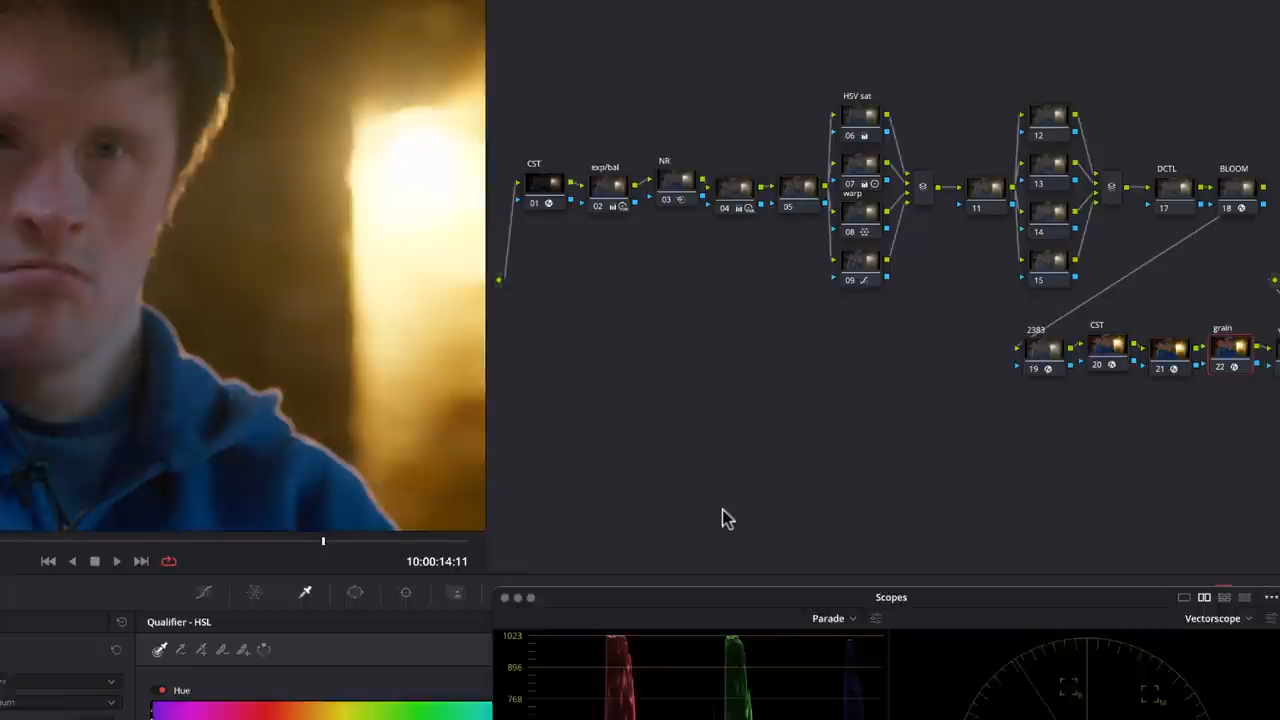 HSV sat
06
12
CST
exp/bal
NR
07
13
DCTL
BLOOM
01
02
03
04
05
warp
08
11
14
17
18
09
15
2383
CST
grain
19
20
21
22
10:00:14:11
Scopes
Qualifier - HSL
Parade
Vectorscope
1023
896
768
Hue
um
R
M